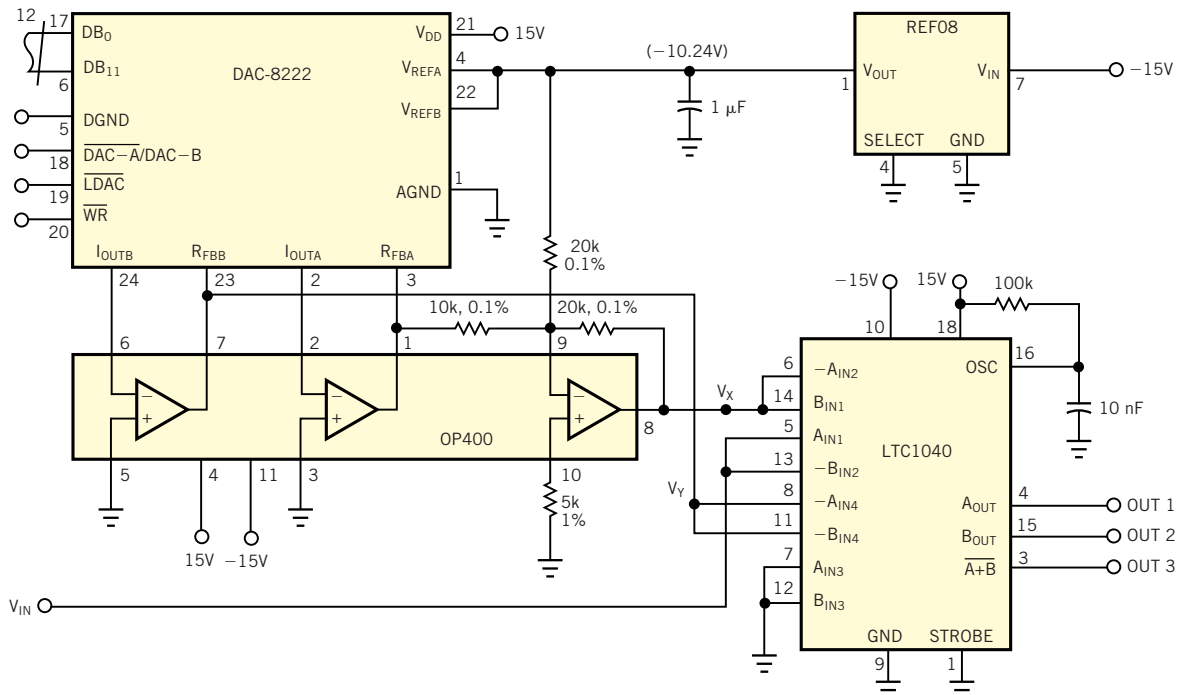 12
17
DB0
DB11
6
DAC-8222
VDD
21
15V
VREFA
4
VREFB
22
DGND
5
DAC–A/DAC–B
18
LDAC
19
WR
20
AGND
1
IOUTB
RFBB
IOUTA
RFBA
24
23
2
3
(–10.24V)
1 μF
REF08
VOUT
1
VIN
7
–15V
SELECT
GND
4
5
20k
0.1%
10k, 0.1%
20k, 0.1%
6
7
2
1
9
–
+
–
+
–
+
OP400
8
5
4
11
3
10
15V
–15V
5k
1%
VX
VY
VIN
–15V
15V
100k
10
18
6
–AIN2
OSC
16
14
BIN1
10 nF
5
AIN1
LTC1040
13
–BIN2
8
–AIN4
AOUT
4
OUT 1
11
–BIN4
BOUT
15
OUT 2
7
AIN3
A+B
3
OUT 3
12
BIN3
GND
STROBE
9
1